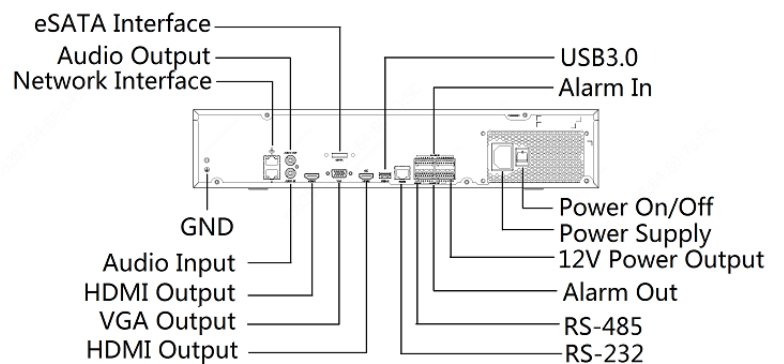 eSATA Interface
Audio Output
Network Interface
USB3.0
Alarm In
GND
Audio Input
HDMI Output
VGA Output
HDMI Output
Power On/Off
Power Supply
12V Power Output
Alarm Out
RS-485
RS-232